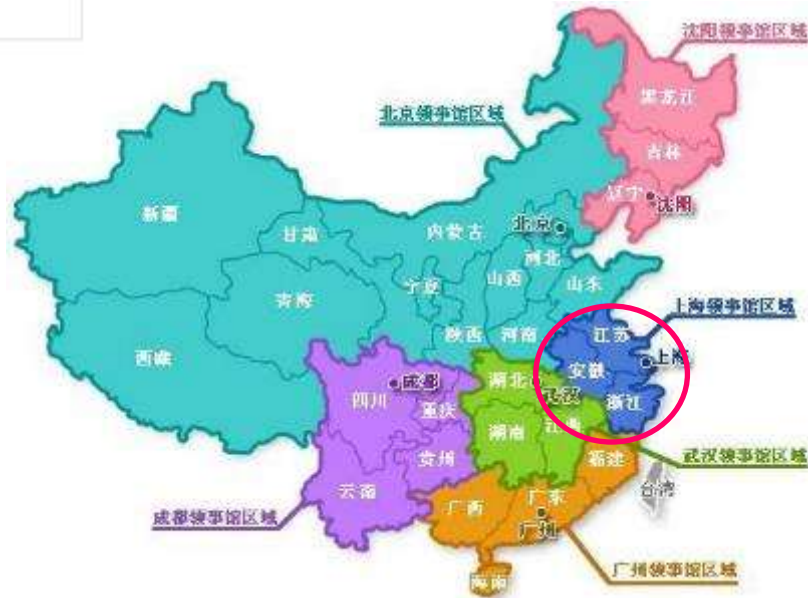 沈阳领事馆区域
黑龙江
北京领事馆区域
吉林
辽宁
沈阳
新疆
北京
内蒙古
甘肃
河北
山西
山东
宁夏
青海
上海领事馆区域
陕西
河南
江苏
西藏
上海
安徽
湖北
成都
武汉
四川
重庆
浙江
湖南
江西
贵州
福建
武汉领事馆区域
云南
台湾
广西
广东
成都领事馆区域
广州
广州领事馆区域
海南